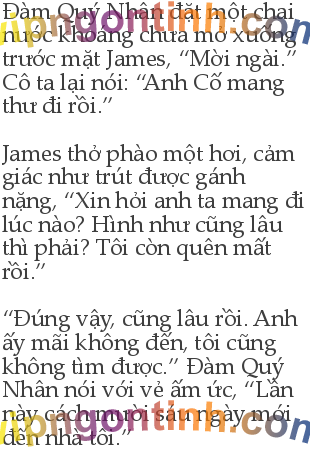 Đàm Quý Nhân đặt một chai
nước khoáng chưa mở xuống
trước mặt James, “Mời ngài.”
Cô ta lại nói: “Anh Cố mang
thư đi rồi.”
James thở phào một hơi, cảm
giác như trút được gánh
nặng, “Xin hỏi anh ta mang đi
lúc nào? Hình như cũng lâu
thì phải? Tôi còn quên mất
rồi.”
“Đúng vậy, cũng lâu rồi. Anh
ấy mãi không đến, tôi cũng
không tìm được.” Đàm Quý
Nhân nói với vẻ ấm ức, “Lần
này cách mười sáu ngày mới
đến nhà tôi.”
vipngontinh.com
vipngontinh.com